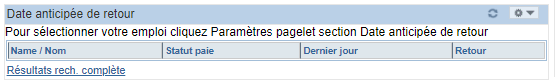 Date anticipée de retour
Pour sélectionner votre emploi cliquez Paramètres pagelet section Date anticipée de retour
Name / Nom Statut paie Dernier jour Retour
Résultats rech. complète